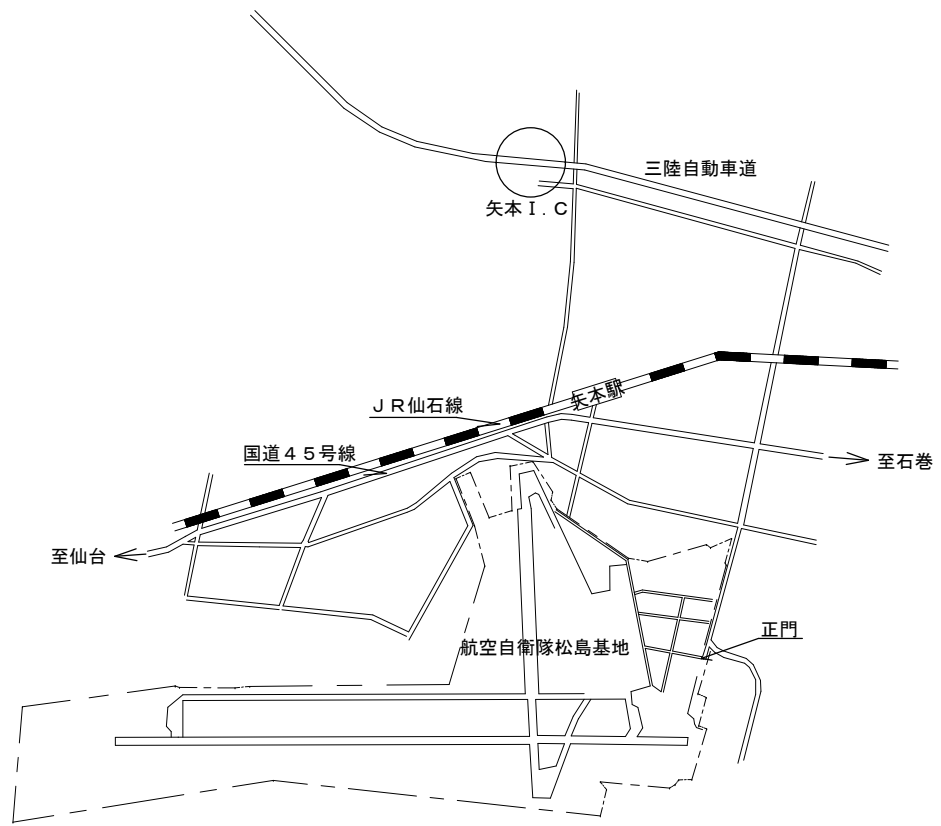 三陸自動車道
矢本Ｉ.Ｃ
矢本駅
ＪＲ仙石線
国道４５号線
至石巻
至仙台
正門
航空自衛隊松島基地